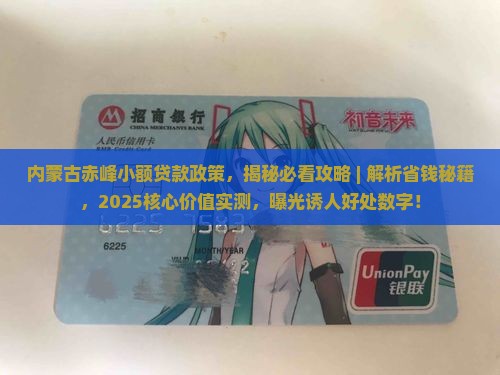 招商银行
CHINA MERCHANTS BANK
初音未来
人民币信用卡
内蒙古赤峰小额贷款政策，揭秘必看攻略 | 解析省钱秘籍
，2025核心价值实测，曝光诱人好处数字！
6225 7583
6225
UnionPay
银联